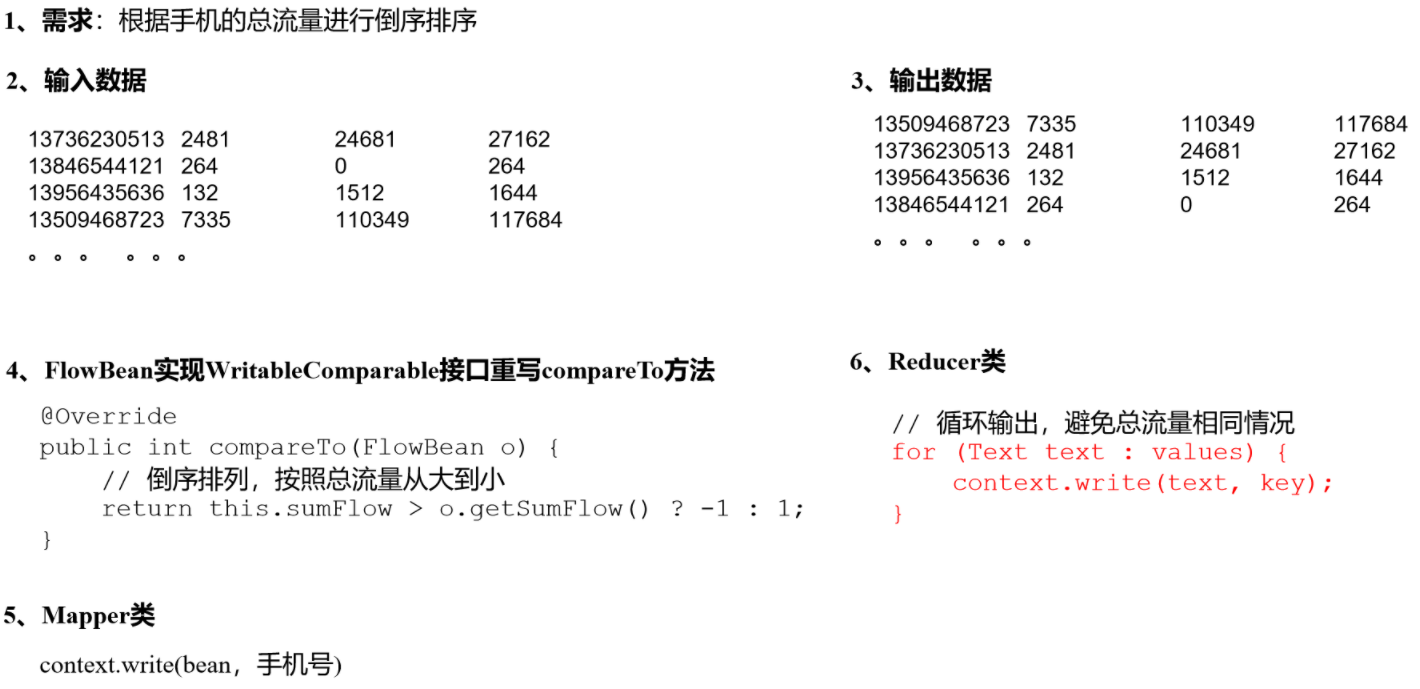 1、需求：根据手机的总流量进行倒序排序
2、输入数据
13736230513 2481 24681 27162
13846544121 264 0 264
13956435636 132 1512 1644
13509468723 7335 110349 117684
。。。 。。。
3、输出数据
13509468723 7335 110349 117684
13736230513 2481 24681 27162
13956435636 132 1512 1644
13846544121 264 0 264
。。。 。。。
4、FlowBean实现WritableComparable接口重写compareTo方法
@Override
public int compareTo(FlowBean o) {
// 倒序排列，按照总流量从大到小
return this.sumFlow > o.getSumFlow() ? -1 : 1;
}
5、Mapper类
context.write(bean，手机号)
6、Reducer类
// 循环输出，避免总流量相同情况
for (Text text : values) {
context.write(text, key);
}